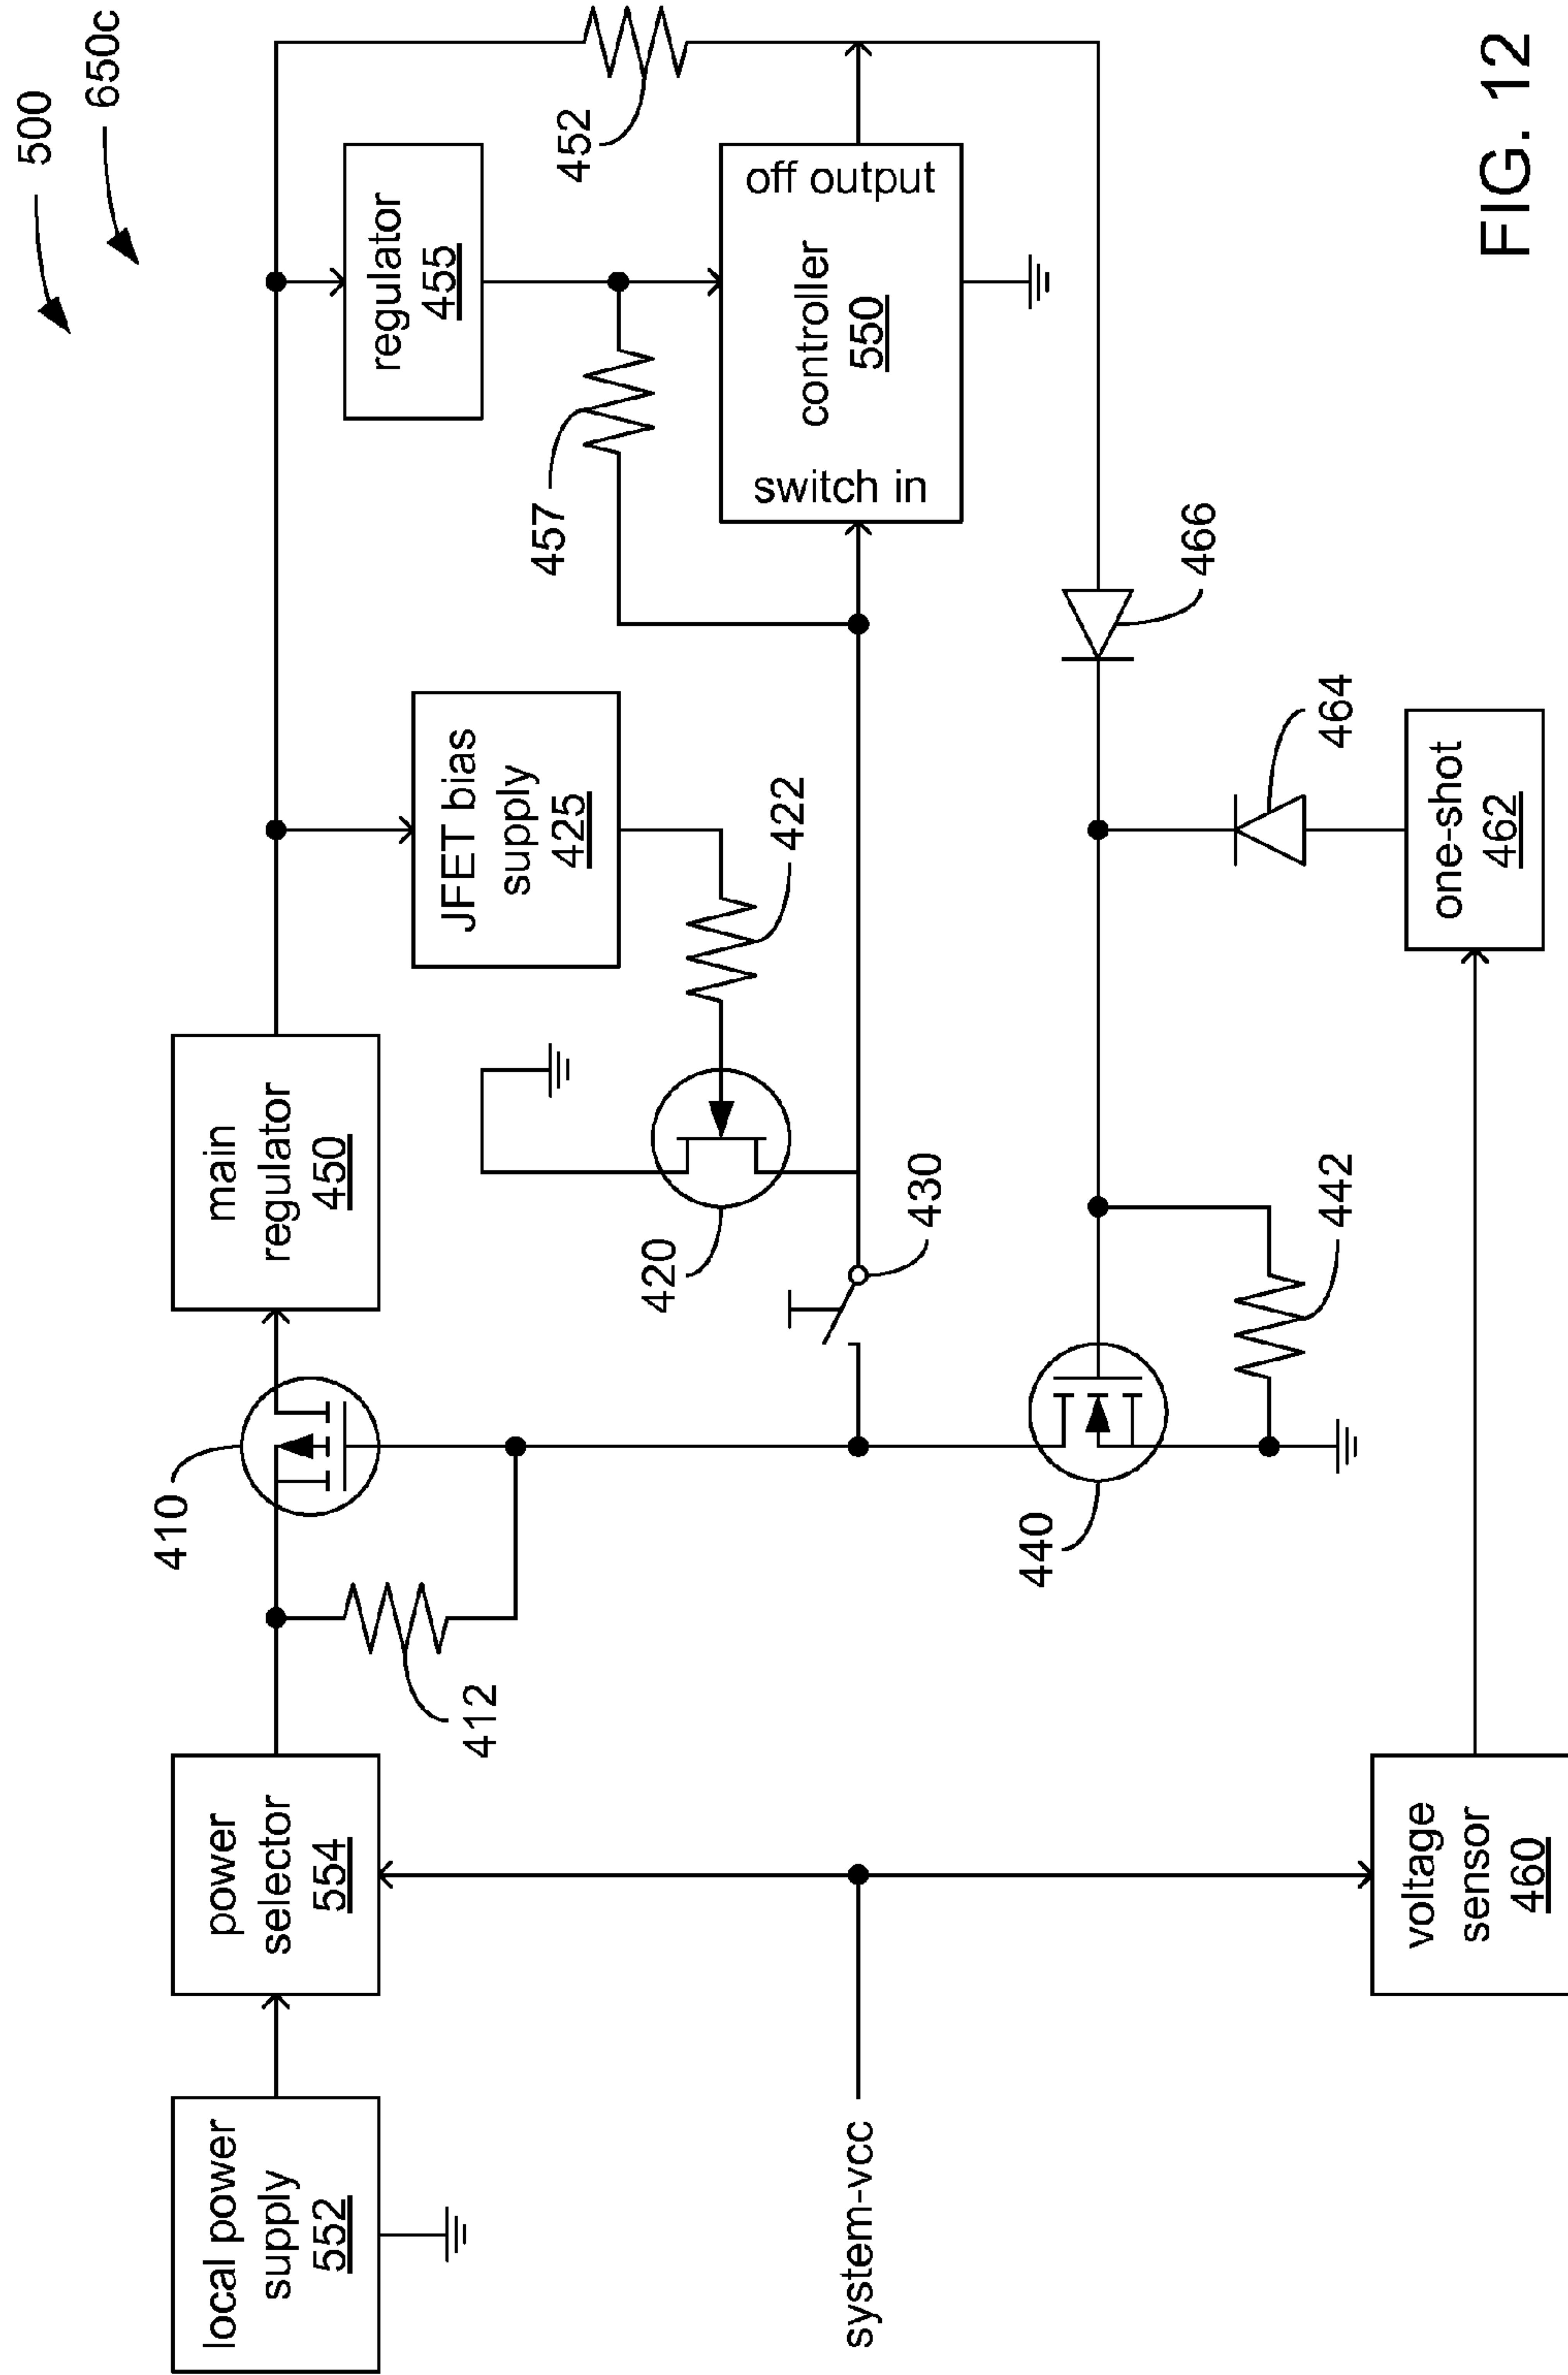 500
650c
local power
supply
552
power
selector
554
410
main
regulator
450
JFET bias
supply
425
regulator
455
452
412
420
422
457
430
controller
550
switch in
off output
system-vcc
440
442
466
464
voltage
sensor
460
one-shot
462
FIG. 12